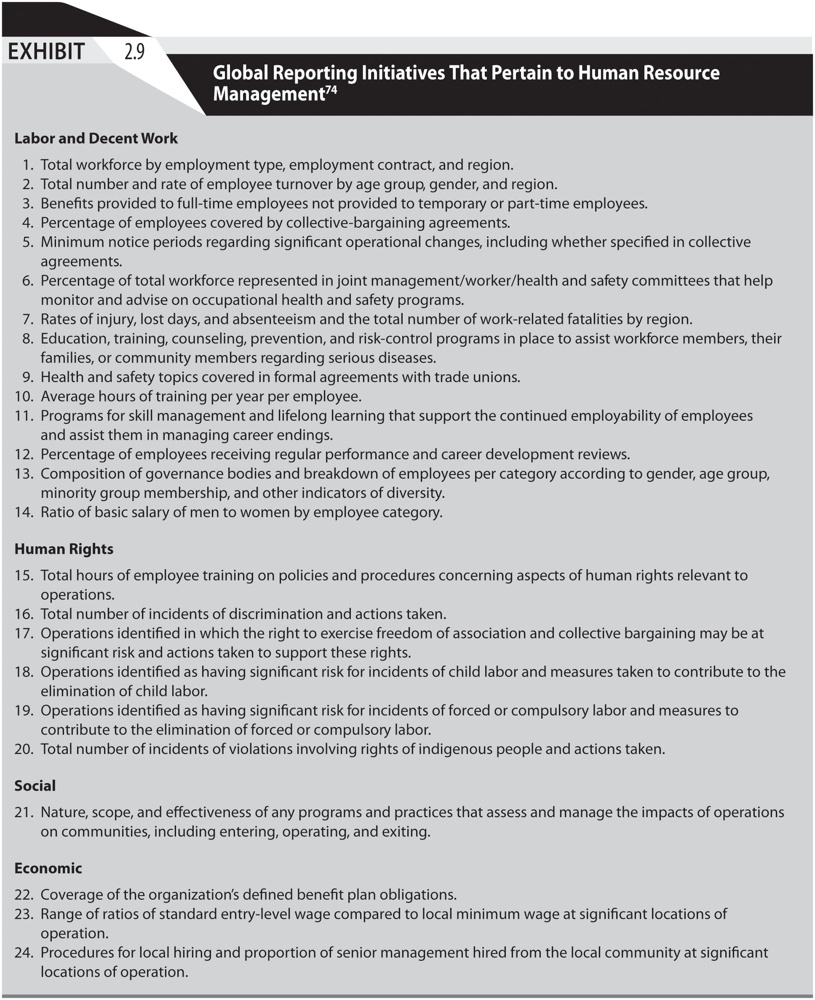 EXHIBIT 2.9
Global Reporting Initiatives That Pertain to Human Resource
Management74
Labor and Decent Work
1. Total workforce by employment type, employment contract, and region.
2. Total number and rate of employee turnover by age group, gender, and region.
3. Benefits provided to full-time employees not provided to temporary or part-time employees.
4. Percentage of employees covered by collective-bargaining agreements.
5. Minimum notice periods regarding significant operational changes, including whether specified in collective
agreements.
6. Percentage of total workforce represented in joint management/worker/health and safety committees that help
monitor and advise on occupational health and safety programs.
7. Rates of injury, lost days, and absenteeism and the total number of work-related fatalities by region.
8. Education, training, counseling, prevention, and risk-control programs in place to assist workforce members, their
families, or community members regarding serious diseases.
9. Health and safety topics covered in formal agreements with trade unions.
10. Average hours of training per year per employee.
11. Programs for skill management and lifelong learning that support the continued employability of employees
and assist them in managing career endings.
12. Percentage of employees receiving regular performance and career development reviews.
13. Composition of governance bodies and breakdown of employees per category according to gender, age group,
minority group membership, and other indicators of diversity.
14. Ratio of basic salary of men to women by employee category.
Human Rights
15. Total hours of employee training on policies and procedures concerning aspects of human rights relevant to
operations.
16. Total number of incidents of discrimination and actions taken.
17. Operations identified in which the right to exercise freedom of association and collective bargaining may be at
significant risk and actions taken to support these rights.
18. Operations identified as having significant risk for incidents of child labor and measures taken to contribute to the
elimination of child labor.
19. Operations identified as having significant risk for incidents of forced or compulsory labor and measures to
contribute to the elimination of forced or compulsory labor.
20. Total number of incidents of violations involving rights of indigenous people and actions taken.
Social
21. Nature, scope, and effectiveness of any programs and practices that assess and manage the impacts of operations
on communities, including entering, operating, and exiting.
Economic
22. Coverage of the organization’s defined benefit plan obligations.
23. Range of ratios of standard entry-level wage compared to local minimum wage at significant locations of
operation.
24. Procedures for local hiring and proportion of senior management hired from the local community at significant
locations of operation.